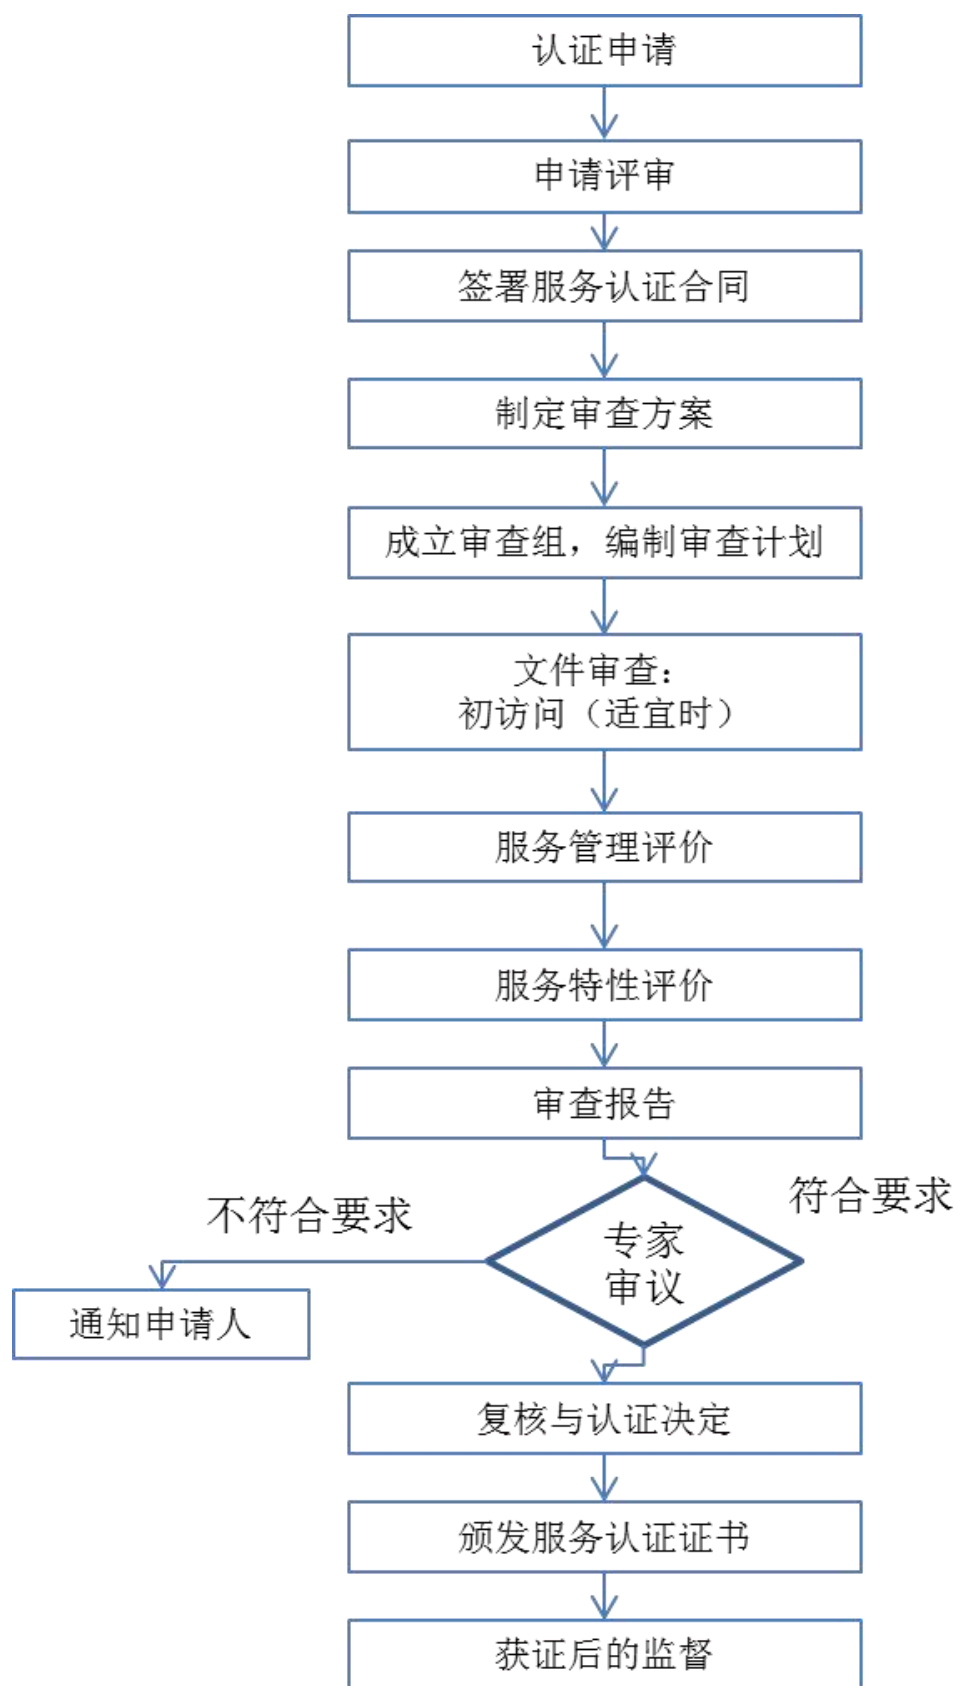 认证申请
申请评审
签署服务认证合同
制定审查方案
成立审查组，编制审查计划
文件审查：
初访问（适宜时）
服务管理评价
服务特性评价
审查报告
符合要求
不符合要求
专家
审议
通知申请人
复核与认证决定
颁发服务认证证书
获证后的监督